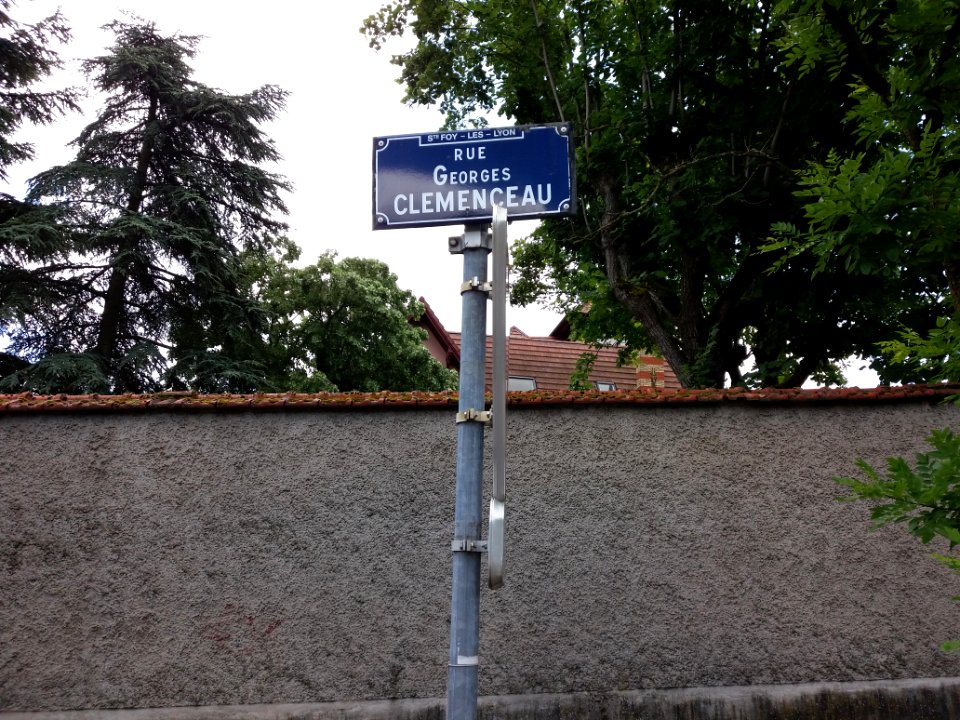 STE FOY - LES - LYON
RUE
GEORGES
CLEMENCEAU